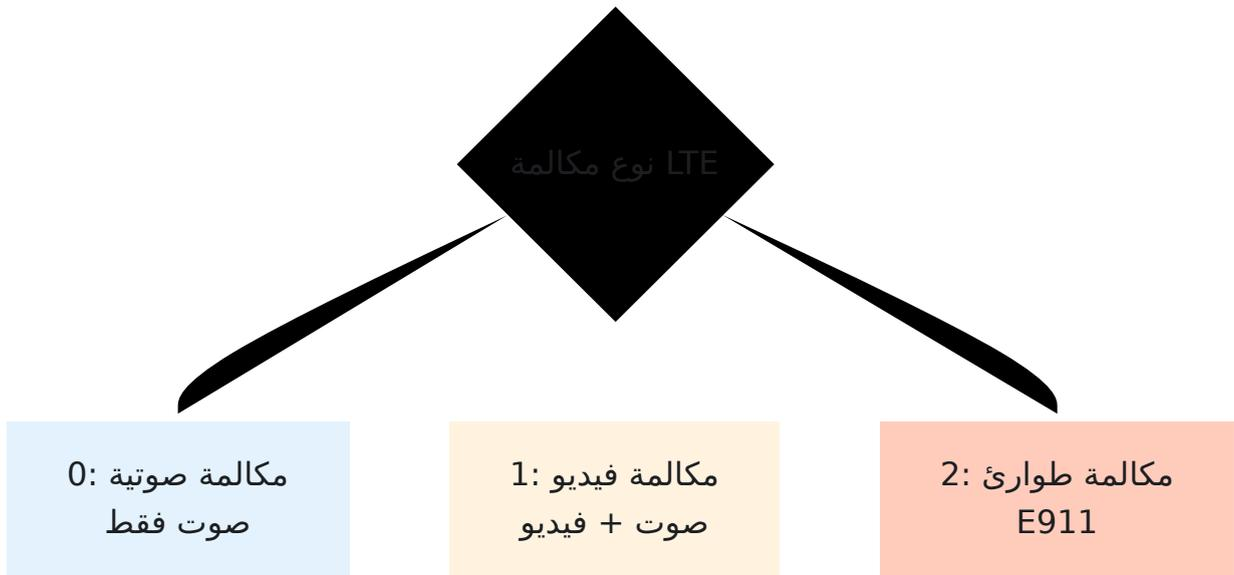 نوع مكالمة LTE
0: مكالمة صوتية
صوت فقط
1: مكالمة فيديو
صوت + فيديو
2: مكالمة طوارئ
E911